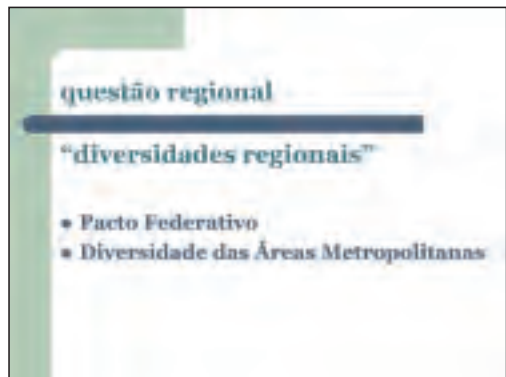 questão regional
“diversidades regionais”
• Pacto Federativo
• Diversidade das Áreas Metropolitanas